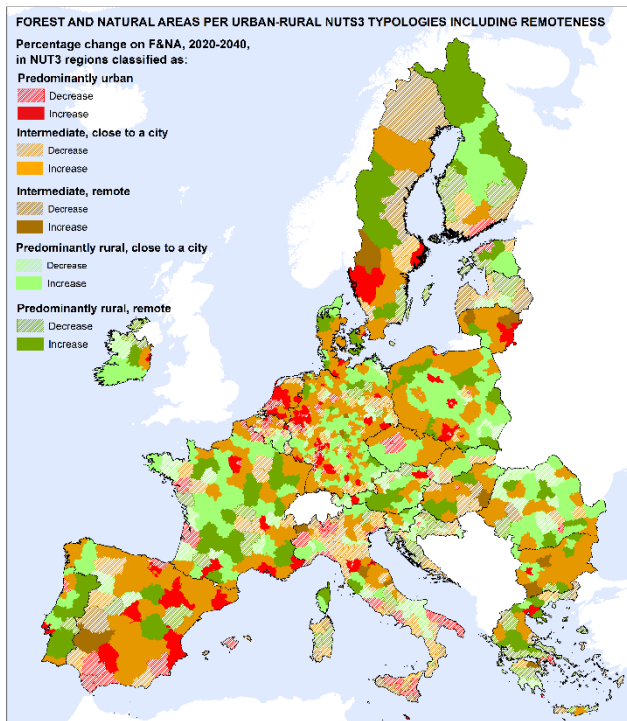 FOREST AND NATURAL AREAS PER URBAN-RURAL NUTS3 TYPOLOGIES INCLUDING REMOTENESS
Percentage change on F&NA, 2020-2040,
in NUT3 regions classified as:
Predominantly urban
Decrease
Increase
Intermediate, close to a city
Decrease
Increase
Intermediate, remote
Decrease
Increase
Predominantly rural, close to a city
Decrease
Increase
Predominantly rural, remote
Decrease
Increase